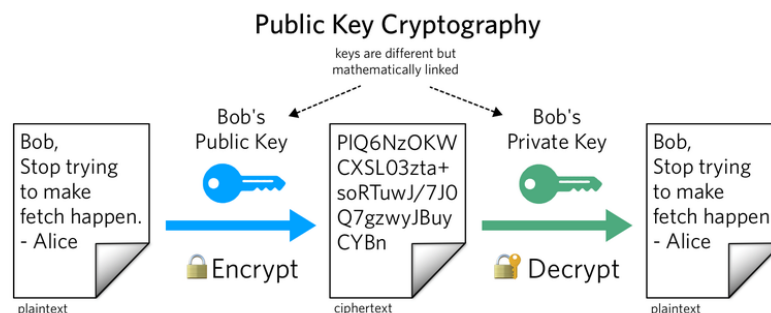 Public Key Cryptography
keys are different but
mathematically linked
Bob,
Stop trying
to make
fetch happen.
- Alice
plaintext
Bob's
Public Key
Encrypt
PlQ6NzOKW
CXSL03zta+
soRTuwJ/7J0
Q7gzwyJBuy
CYBn
ciphertext
Bob's
Private Key
Decrypt
Bob,
Stop trying
to make
fetch happen
- Alice
plaintext